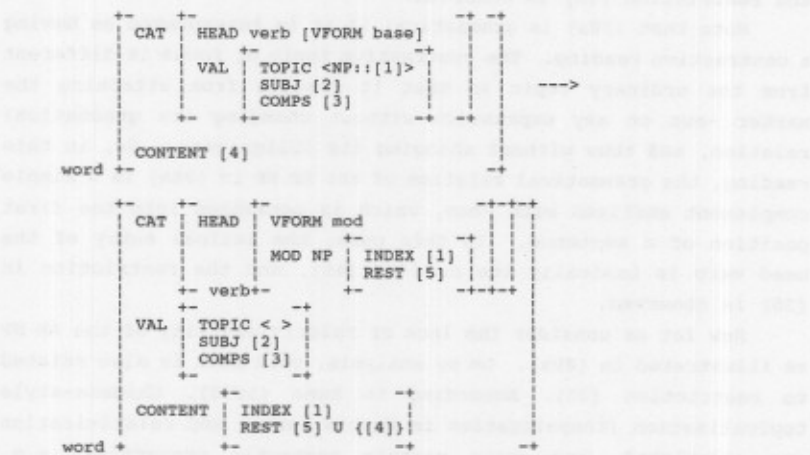 CAT HEAD verb [VFORM base]
VAL TOPIC <NP:::[1]>
SUBJ [2] --->
COMPS [3]
CONTENT [4]
word
CAT HEAD VFORM mod
MOD NP INDEX [1]
REST [5]
verb
VAL TOPIC < >
SUBJ [2]
COMPS [3]
CONTENT INDEX [1]
REST [5] U {[4]}
word